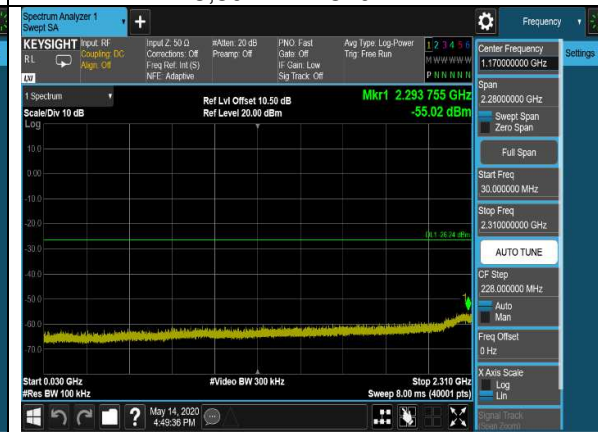 Spectrum Analyzer 1
Swept SA
+
Frequency
KEYSIGHT
RL
LXI
Input: RF
Coupling: DC
Align: Off
Input Z: 50 Ω
Corrections: Off
Freq Ref: Int (S)
NFE: Adaptive
#Atten: 20 dB
Preamp: Off
PNO: Fast
Gate: Off
IF Gain: Low
Sig Track: Off
Avg Type: Log-Power
Trig: Free Run
1 2 3 4 5 6
M W W W W W
P N N N N N
Center Frequency
1.170000000 GHz
Settings
Span
2.28000000 GHz
Swept Span
Zero Span
Full Span
Start Freq
30.000000 MHz
Stop Freq
2.310000000 GHz
AUTO TUNE
CF Step
228.000000 MHz
Auto
Man
Freq Offset
0 Hz
X Axis Scale
Log
Lin
Signal Track
(Span Zoom)
1 Spectrum
Scale/Div 10 dB
Log
Ref Lvl Offset 10.50 dB
Ref Level 20.00 dBm
Mkr1 2.293 755 GHz
-55.02 dBm
10.0
0.00
-10.0
-20.0
-30.0
-40.0
-50.0
-60.0
-70.0
1
Start 0.030 GHz
#Res BW 100 kHz
#Video BW 300 kHz
Stop 2.310 GHz
Sweep 8.00 ms (40001 pts)
?
May 14, 2020
4:49:36 PM